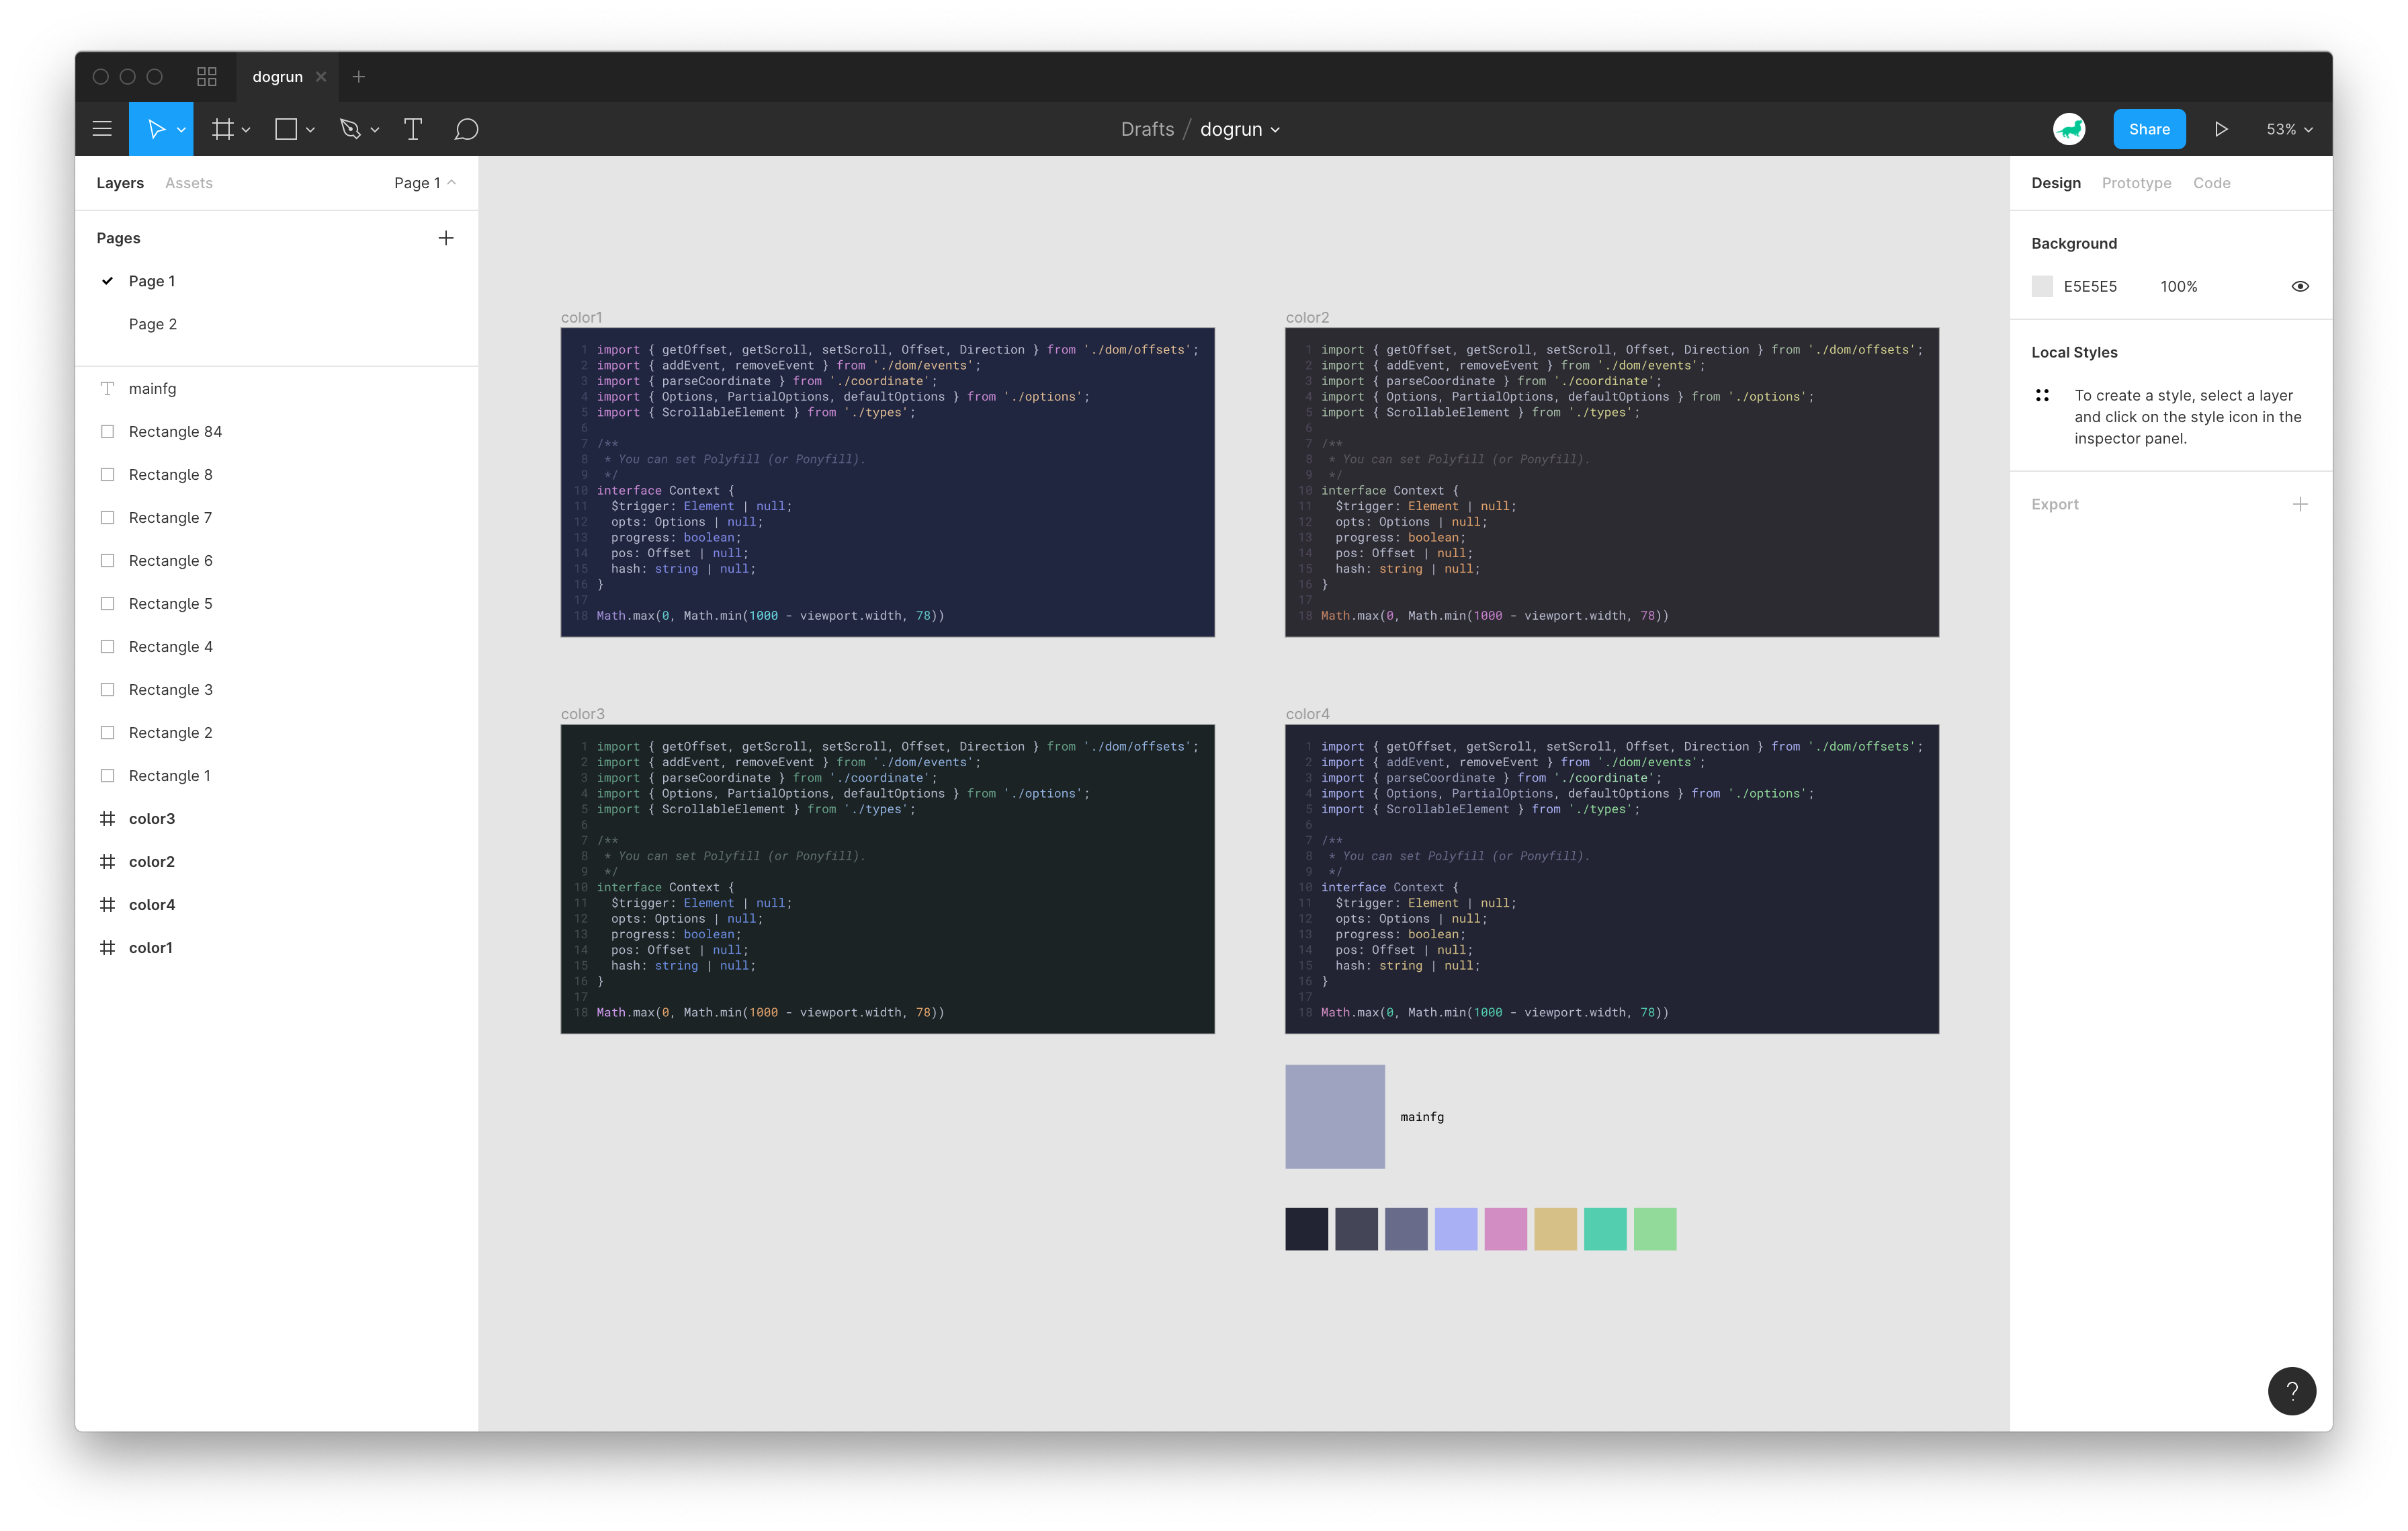 dogrun
Drafts / dogrun
Share
53%
Layers
Assets
Page 1
Pages
Page 1
Page 2
mainfg
Rectangle 84
Rectangle 8
Rectangle 7
Rectangle 6
Rectangle 5
Rectangle 4
Rectangle 3
Rectangle 2
Rectangle 1
color3
color2
color4
color1
color1
1 import { getOffset, getScroll, setScroll, Offset, Direction } from './dom/offsets';
2 import { addEvent, removeEvent } from './dom/events';
3 import { parseCoordinate } from './coordinate';
4 import { Options, PartialOptions, defaultOptions } from './options';
5 import { ScrollableElement } from './types';
6
7 /**
8  * You can set Polyfill (or Ponyfill).
9  */
10 interface Context {
11   $trigger: Element | null;
12   opts: Options | null;
13   progress: boolean;
14   pos: Offset | null;
15   hash: string | null;
16 }
17
18 Math.max(0, Math.min(1000 - viewport.width, 78))
color2
1 import { getOffset, getScroll, setScroll, Offset, Direction } from './dom/offsets';
2 import { addEvent, removeEvent } from './dom/events';
3 import { parseCoordinate } from './coordinate';
4 import { Options, PartialOptions, defaultOptions } from './options';
5 import { ScrollableElement } from './types';
6
7 /**
8  * You can set Polyfill (or Ponyfill).
9  */
10 interface Context {
11   $trigger: Element | null;
12   opts: Options | null;
13   progress: boolean;
14   pos: Offset | null;
15   hash: string | null;
16 }
17
18 Math.max(0, Math.min(1000 - viewport.width, 78))
color3
1 import { getOffset, getScroll, setScroll, Offset, Direction } from './dom/offsets';
2 import { addEvent, removeEvent } from './dom/events';
3 import { parseCoordinate } from './coordinate';
4 import { Options, PartialOptions, defaultOptions } from './options';
5 import { ScrollableElement } from './types';
6
7 /**
8  * You can set Polyfill (or Ponyfill).
9  */
10 interface Context {
11   $trigger: Element | null;
12   opts: Options | null;
13   progress: boolean;
14   pos: Offset | null;
15   hash: string | null;
16 }
17
18 Math.max(0, Math.min(1000 - viewport.width, 78))
color4
1 import { getOffset, getScroll, setScroll, Offset, Direction } from './dom/offsets';
2 import { addEvent, removeEvent } from './dom/events';
3 import { parseCoordinate } from './coordinate';
4 import { Options, PartialOptions, defaultOptions } from './options';
5 import { ScrollableElement } from './types';
6
7 /**
8  * You can set Polyfill (or Ponyfill).
9  */
10 interface Context {
11   $trigger: Element | null;
12   opts: Options | null;
13   progress: boolean;
14   pos: Offset | null;
15   hash: string | null;
16 }
17
18 Math.max(0, Math.min(1000 - viewport.width, 78))
mainfg
Design
Prototype
Code
Background
E5E5E5 100%
Local Styles
To create a style, select a layer
and click on the style icon in the
inspector panel.
Export
?